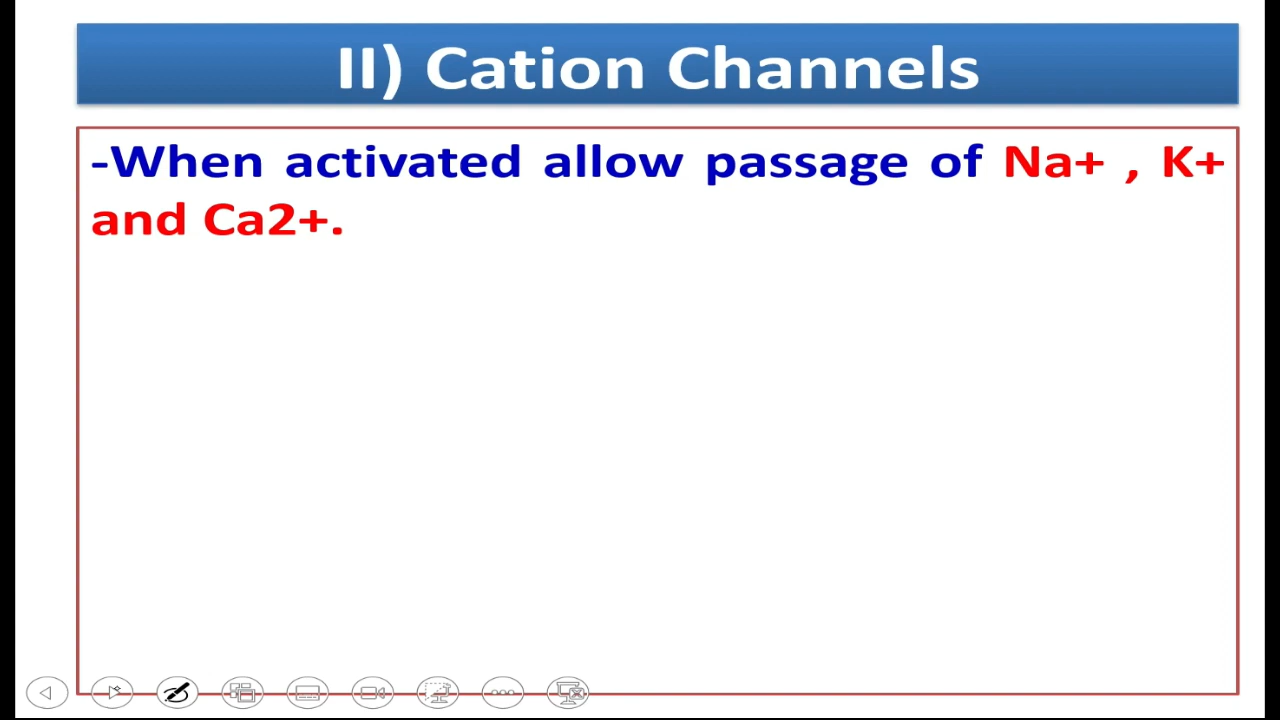 II) Cation Channels
-When activated allow passage of Na+ , K+
and Ca2+.